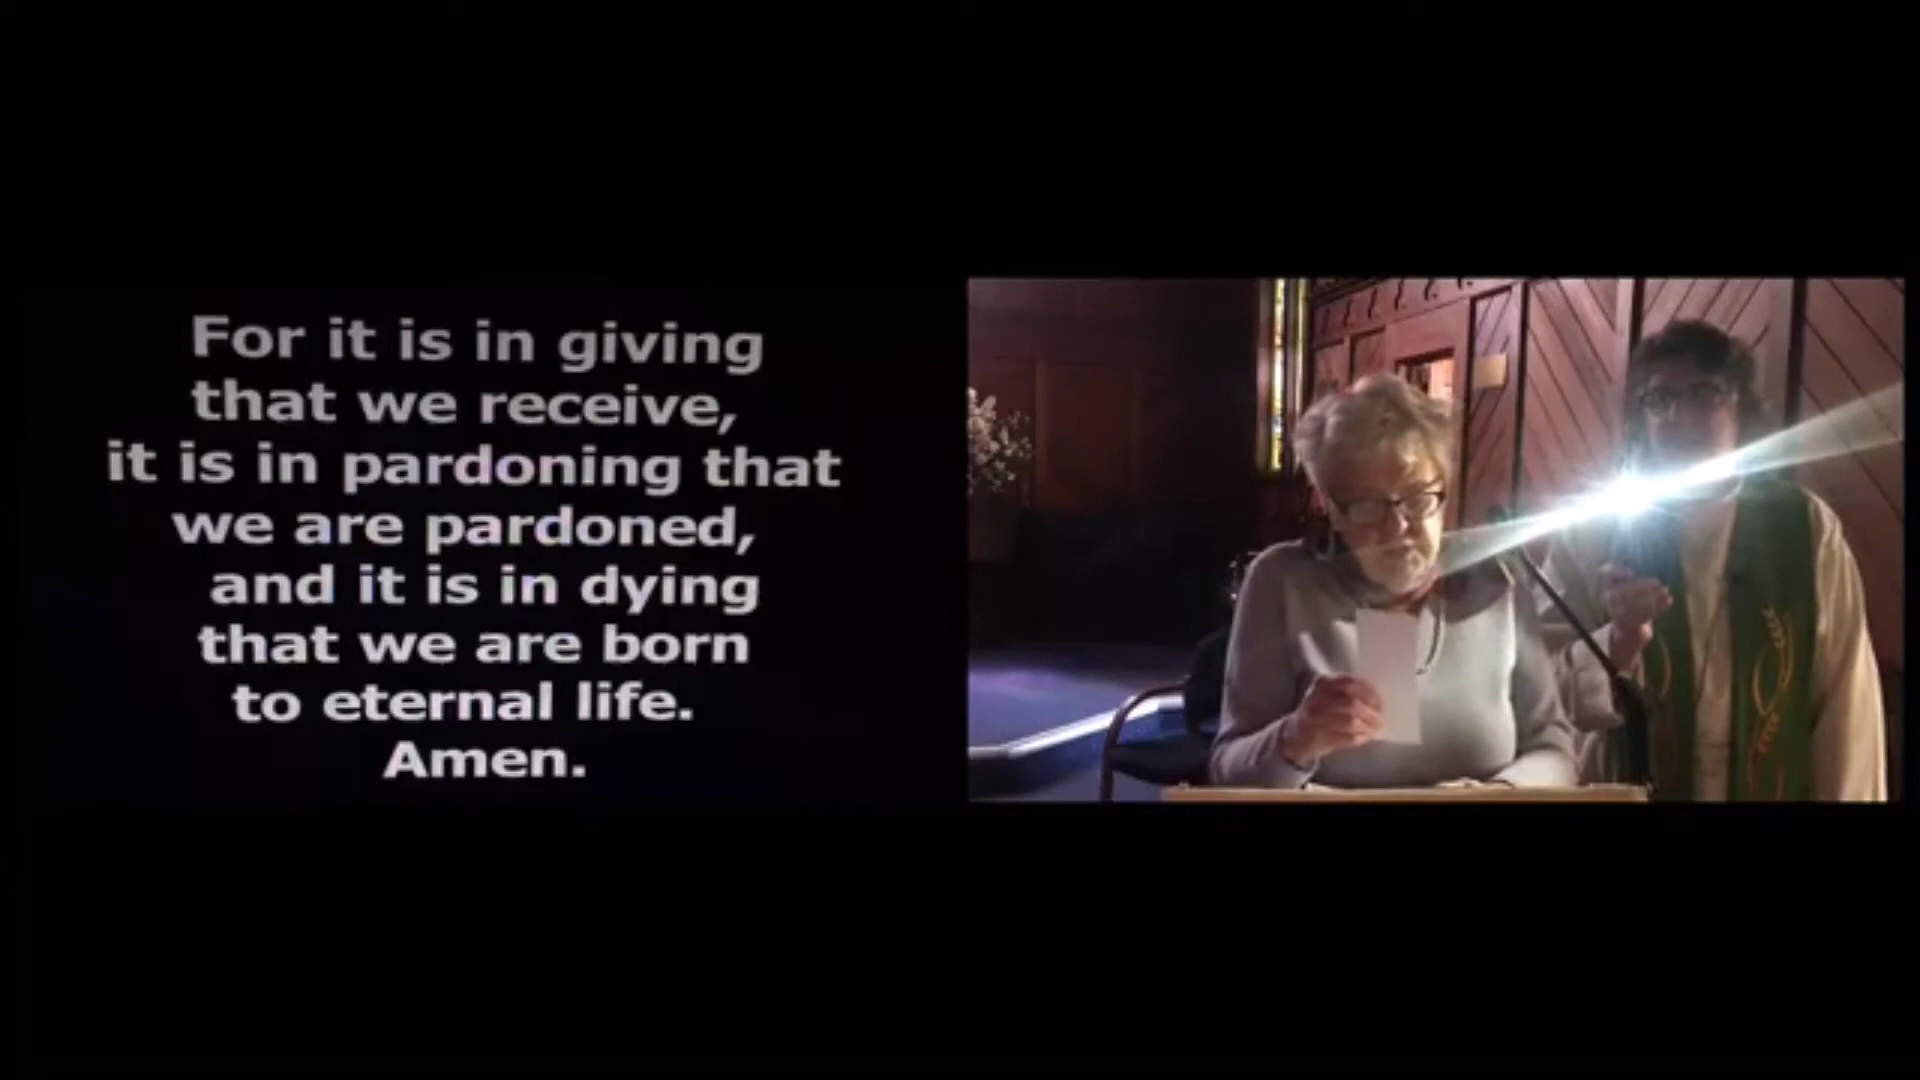 For it is in giving
that we receive,
it is in pardoning that
we are pardoned,
and it is in dying
that we are born
to eternal life.
Amen.